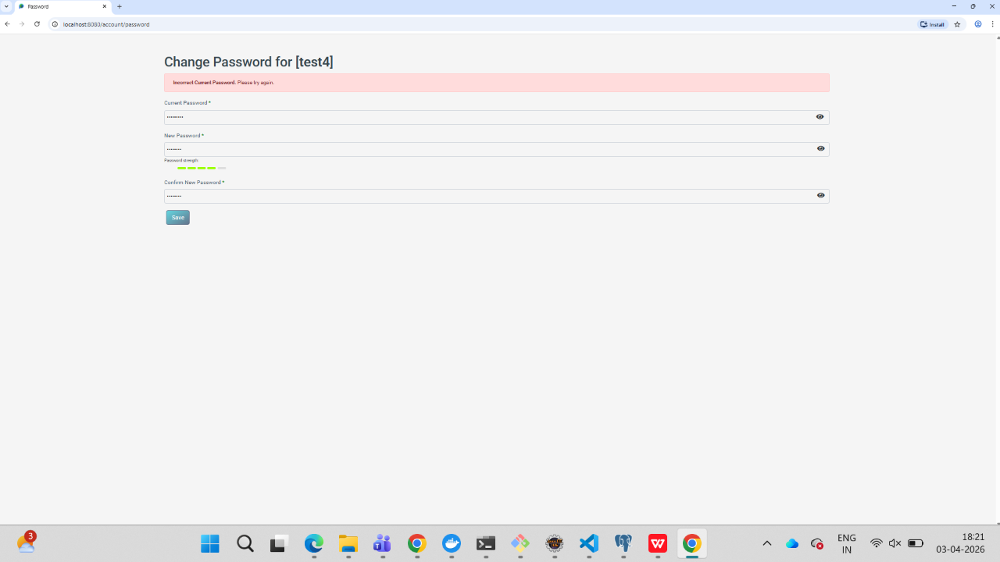 Password
localhost:8080/account/password
Install
Change Password for [test4]
Incorrect Current Password. Please try again.
Current Password *
•••••••••
New Password *
••••••••
Password strength:
Confirm New Password *
••••••••
Save
3
ENG
IN
18:21
03-04-2026